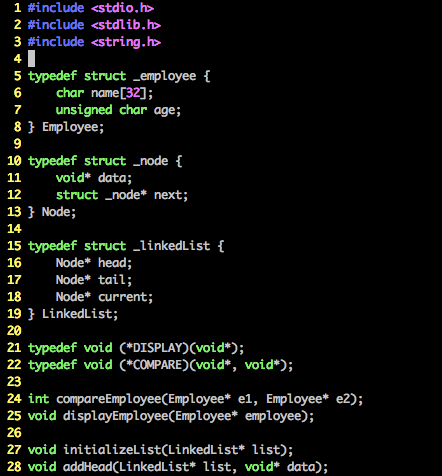 1 #include <stdio.h>
2 #include <stdlib.h>
3 #include <string.h>
4
5 typedef struct _employee {
6     char name[32];
7     unsigned char age;
8 } Employee;
9
10 typedef struct _node {
11     void* data;
12     struct _node* next;
13 } Node;
14
15 typedef struct _linkedList {
16     Node* head;
17     Node* tail;
18     Node* current;
19 } LinkedList;
20
21 typedef void (*DISPLAY)(void*);
22 typedef void (*COMPARE)(void*, void*);
23
24 int compareEmployee(Employee* e1, Employee* e2);
25 void displayEmployee(Employee* employee);
26
27 void initializeList(LinkedList* list);
28 void addHead(LinkedList* list, void* data);